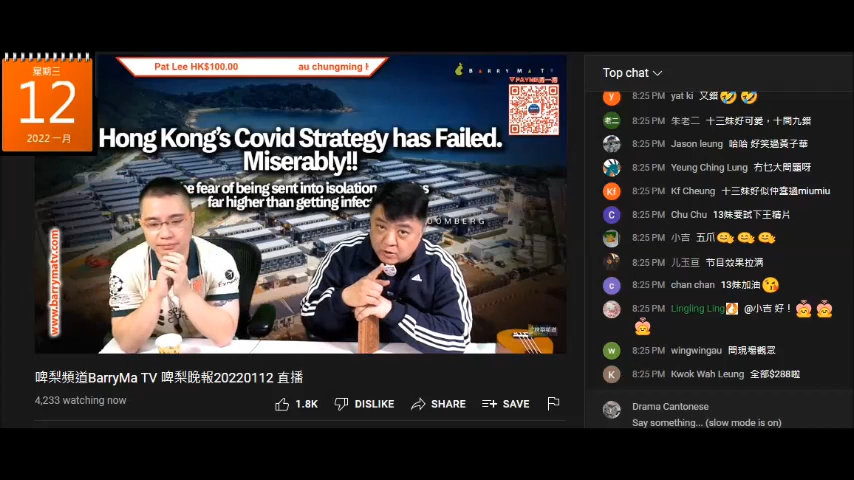 星期三
12
2022 一月
Pat Lee HK$100.00
au chungming H
BARRYMA TV
Hong Kong's Covid Strategy has Failed.
Miserably!!
e fear of being sent into isolation
s
far higher than getting infec
OOMBERG
www.barrymatv.com
啤梨頻道BarryMa TV 啤梨晚報20220112 直播
4,233 watching now
1.8K
DISLIKE
SHARE
SAVE
Top chat
8:25 PM yat ki 又錯🤣🤣
8:25 PM 朱老二 十三妹好可愛，十問九錯
8:25 PM Jason leung 哈哈 好笑過黃子華
8:25 PM Yeung Ching Lung 冇乜大問題呀
8:25 PM Kf Cheung 十三妹好似仲蠢過miumiu
8:25 PM Chu Chu 13妹要試下王晴片
8:25 PM 小吉 五爪
8:25 PM 儿玉亘 节目效果拉满
8:25 PM chan chan 13妹加油😘
8:25 PM Lingling Ling @小吉 好！
8:25 PM wingwingau 問現場觀眾
8:25 PM Kwok Wah Leung 全部$288啦
Drama Cantonese
Say something... (slow mode is on)